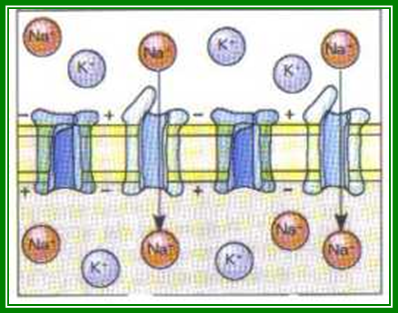 Na⁺ Na⁺ K⁺ Na⁺
K⁺ K⁺
− + − +
+ − + −
Na⁺ Na⁺
K⁺ Na⁺ K⁺ Na⁺